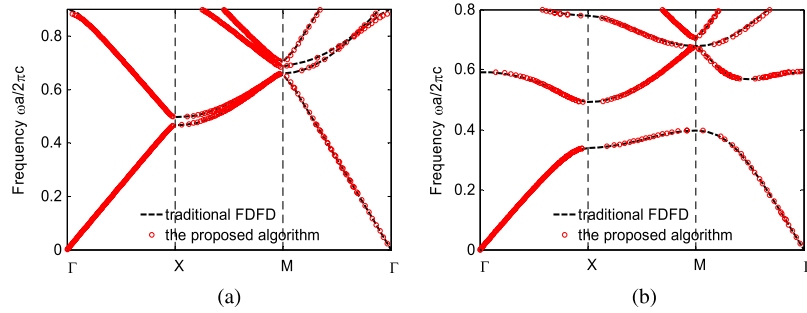 0.8
0.6
0.4
0.2
0
Frequency ωa/2πc
traditional FDFD
the proposed algorithm
Γ X M Γ
(a)
0.8
0.6
0.4
0.2
0
Frequency ωa/2πc
traditional FDFD
the proposed algorithm
Γ X M
(b)